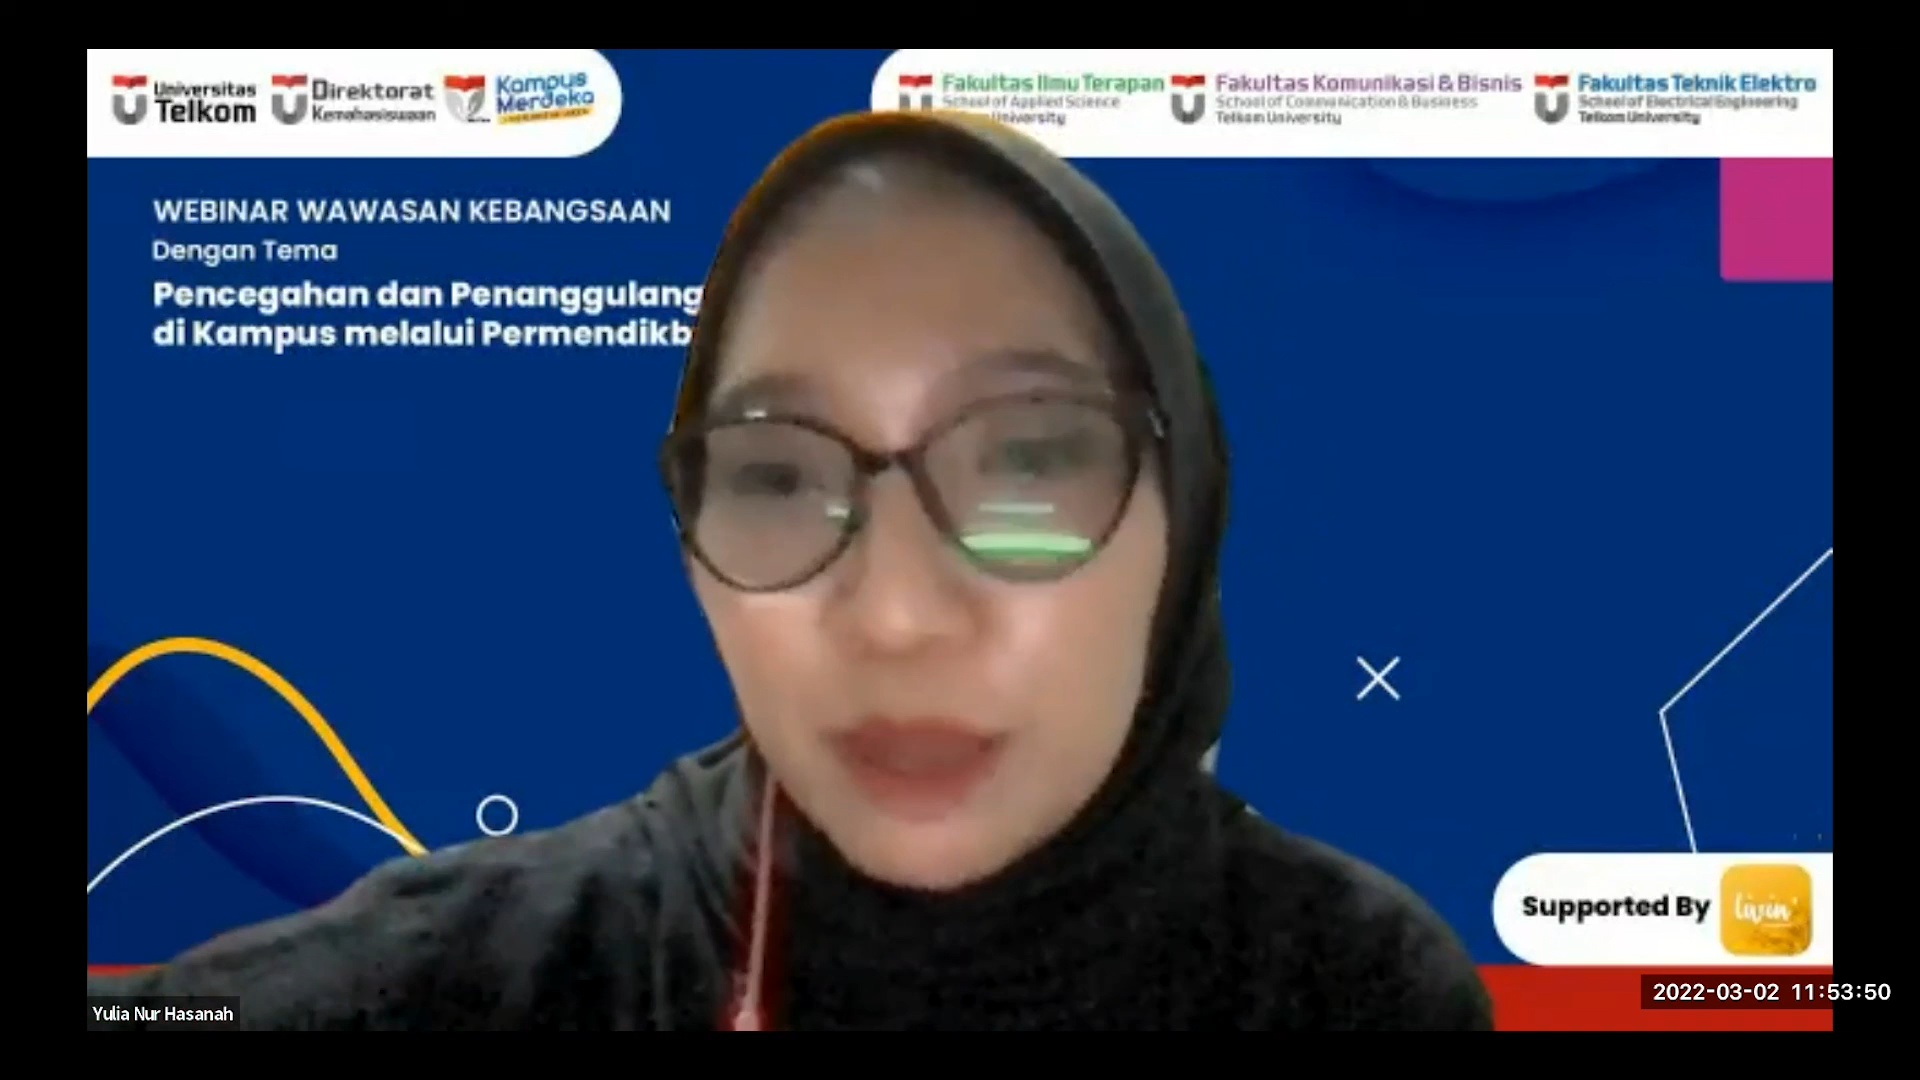 Universitas
Telkom
Direktorat
Kemahasiswaan
Kampus
Merdeka
Fakultas Ilmu Terapan
School of Applied Science
University
Fakultas Komunikasi & Bisnis
School of Communication & Business
Telkom University
Fakultas Teknik Elektro
School of Electrical Engineering
Telkom University
WEBINAR WAWASAN KEBANGSAAN
Dengan Tema
Pencegahan dan Penanggulang
di Kampus melalui Permendikb
Supported By
livin'
Yulia Nur Hasanah
2022-03-02 11:53:50